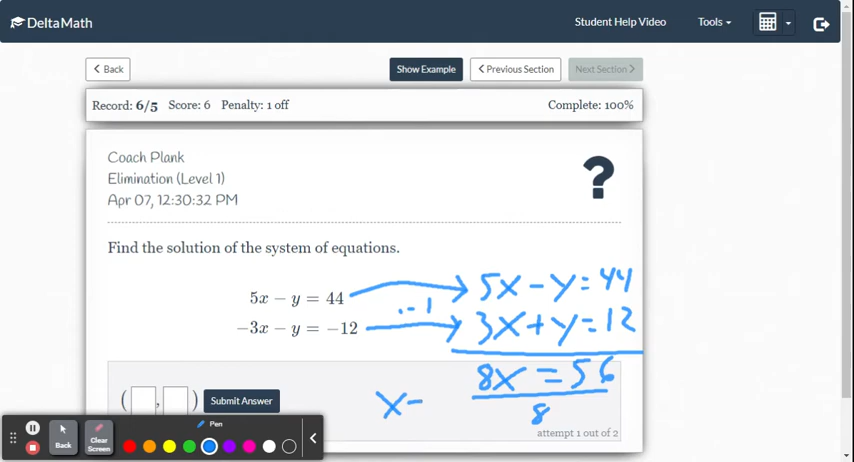 DeltaMath
Student Help Video
Tools
Back
Show Example
Previous Section
Next Section
Record: 6/5 Score: 6 Penalty: 1 off
Complete: 100%
Coach Plank
Elimination (Level 1)
Apr 07, 12:30:32 PM
?
Find the solution of the system of equations.
5x − y = 44
−3x − y = −12
.-1
5x - y = 44
3x + y = 12
8x = 56
8
x =
( , )
Submit Answer
attempt 1 out of 2
Pen
Back
Clear
Screen